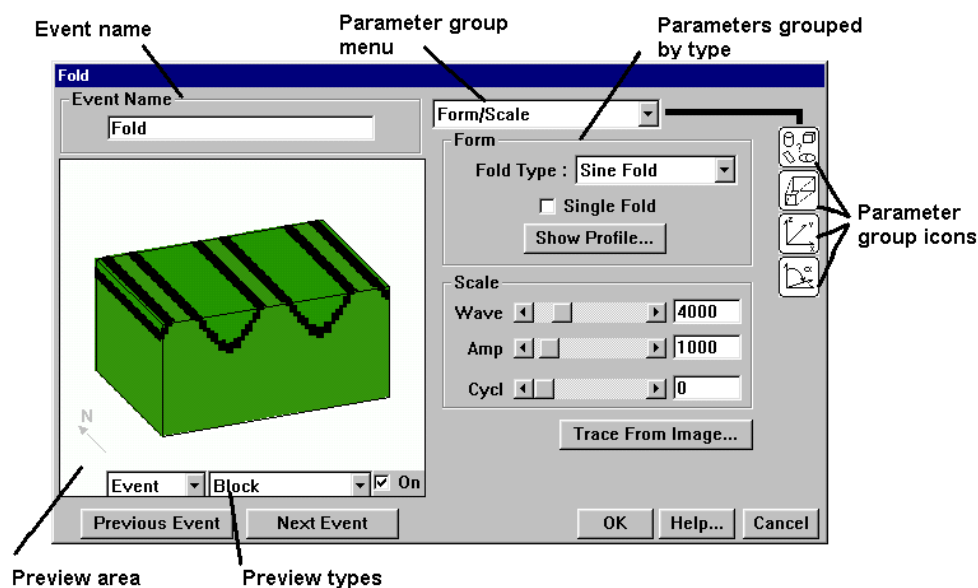 Event name
Parameter group
menu
Parameters grouped
by type
Fold
Event Name
Fold
Form/Scale
Form
Fold Type : Sine Fold
Single Fold
Show Profile...
Parameter
group icons
Scale
Wave 4000
Amp 1000
Cycl 0
Trace From Image...
N
Event Block On
Previous Event Next Event OK Help... Cancel
Preview area Preview types